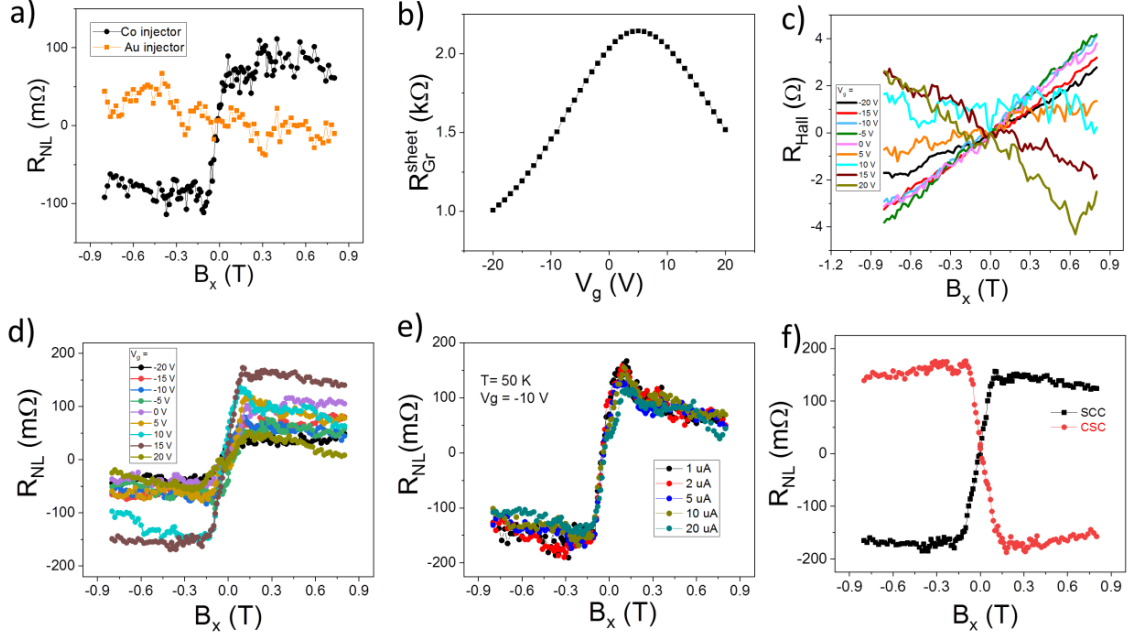 a)
Co injector
Au injector
100
0
-100
R_NL (mΩ)
-0.9 -0.6 -0.3 0.0 0.3 0.6 0.9
B_x (T)
b)
2.0
1.5
1.0
R_Gr^sheet (kΩ)
-20 -10 0 10 20
V_g (V)
c)
V_g =
-20 V
-15 V
-10 V
-5 V
0 V
5 V
10 V
15 V
20 V
4
2
0
-2
-4
R_Hall (Ω)
-1.2 -0.9 -0.6 -0.3 0.0 0.3 0.6 0.9
B_x (T)
d)
V_g =
-20 V
-15 V
-10 V
-5 V
0 V
5 V
10 V
15 V
20 V
200
150
100
50
0
-50
-100
-150
-200
R_NL (mΩ)
-0.9 -0.6 -0.3 0.0 0.3 0.6 0.9
B_x (T)
e)
T= 50 K
Vg = -10 V
1 uA
2 uA
5 uA
10 uA
20 uA
200
150
100
50
0
-50
-100
-150
-200
R_NL (mΩ)
-0.9 -0.6 -0.3 0.0 0.3 0.6 0.9
B_x (T)
f)
SCC
CSC
200
100
0
-100
-200
R_NL (mΩ)
-0.9 -0.6 -0.3 0.0 0.3 0.6 0.9
B_x (T)